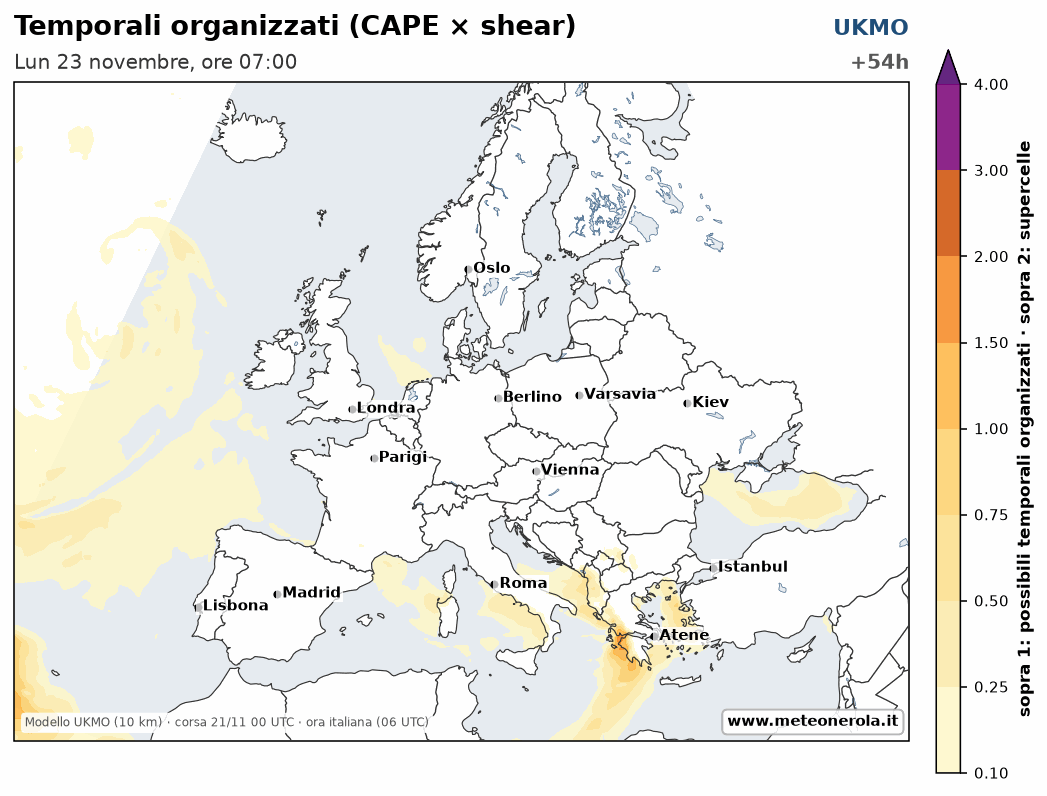 Temporali organizzati (CAPE × shear)
UKMO
Lun 23 novembre, ore 07:00
+54h
4.00
3.00
2.00
1.50
1.00
0.75
0.50
0.25
0.10
sopra 1: possibili temporali organizzati · sopra 2: supercelle
Oslo
Londra
Berlino
Varsavia
Kiev
Parigi
Vienna
Istanbul
Roma
Madrid
Lisbona
Atene
Modello UKMO (10 km) · corsa 21/11 00 UTC · ora italiana (06 UTC)
www.meteonerola.it